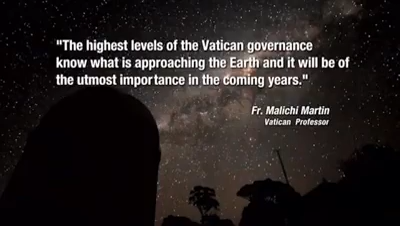 "The highest levels of the Vatican governance
know what is approaching the Earth and it will be of
the utmost importance in the coming years."
Fr. Malichi Martin
Vatican Professor